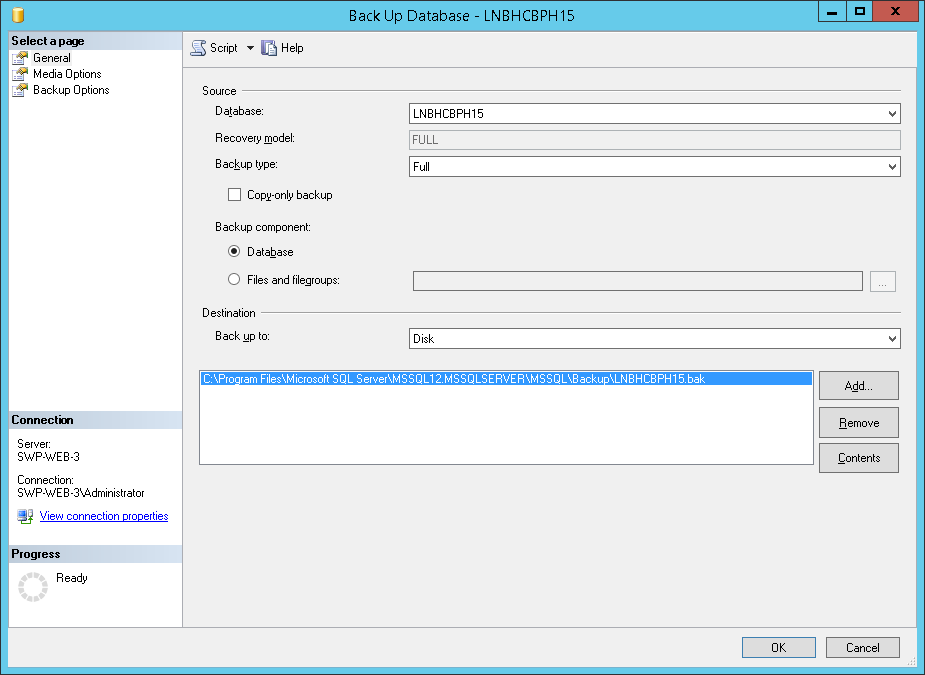 Back Up Database - LNBHCBPH15
Select a page
General
Media Options
Backup Options
Script
Help
Source
Database:
LNBHCBPH15
Recovery model:
FULL
Backup type:
Full
Copy-only backup
Backup component:
Database
Files and filegroups:
...
Destination
Back up to:
Disk
C:\Program Files\Microsoft SQL Server\MSSQL12.MSSQLSERVER\MSSQL\Backup\LNBHCBPH15.bak
Add...
Remove
Contents
Connection
Server:
SWP-WEB-3
Connection:
SWP-WEB-3\Administrator
View connection properties
Progress
Ready
OK
Cancel